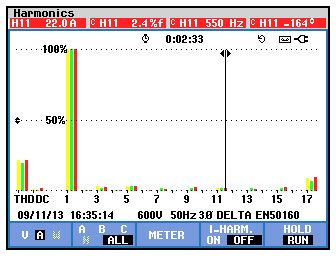 Harmonics
H11 22.0 A C H11 2.4%f C H11 550 Hz C H11 -164°
0:02:33
100%
50%
THDDC 1 3 5 7 9 11 13 15 17
09/11/13 16:35:14 600V 50Hz 3Ø DELTA EN50160
V A W A B C N ALL METER I-HARM. ON OFF HOLD RUN